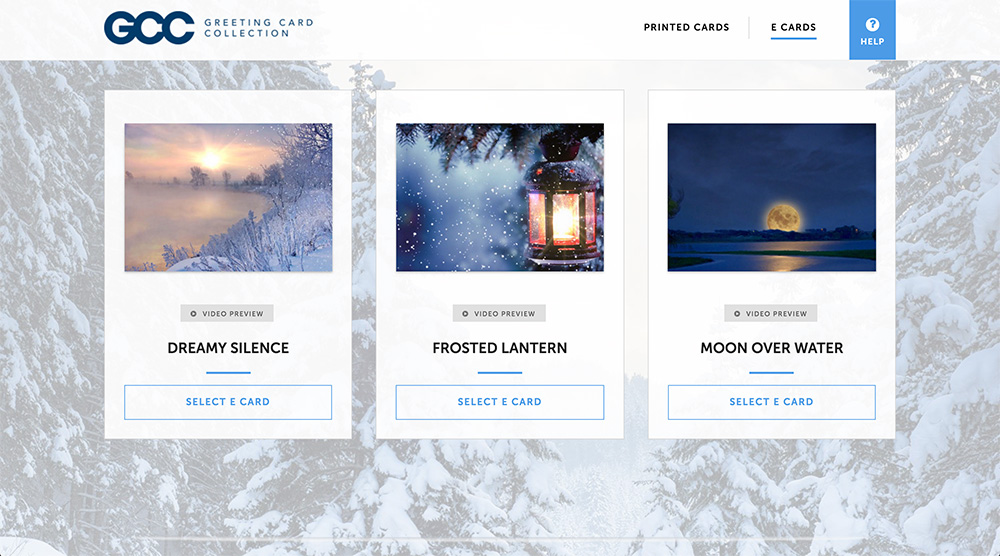 GCC GREETING CARD
COLLECTION
PRINTED CARDS
E CARDS
HELP
VIDEO PREVIEW
DREAMY SILENCE
SELECT E CARD
VIDEO PREVIEW
FROSTED LANTERN
SELECT E CARD
VIDEO PREVIEW
MOON OVER WATER
SELECT E CARD